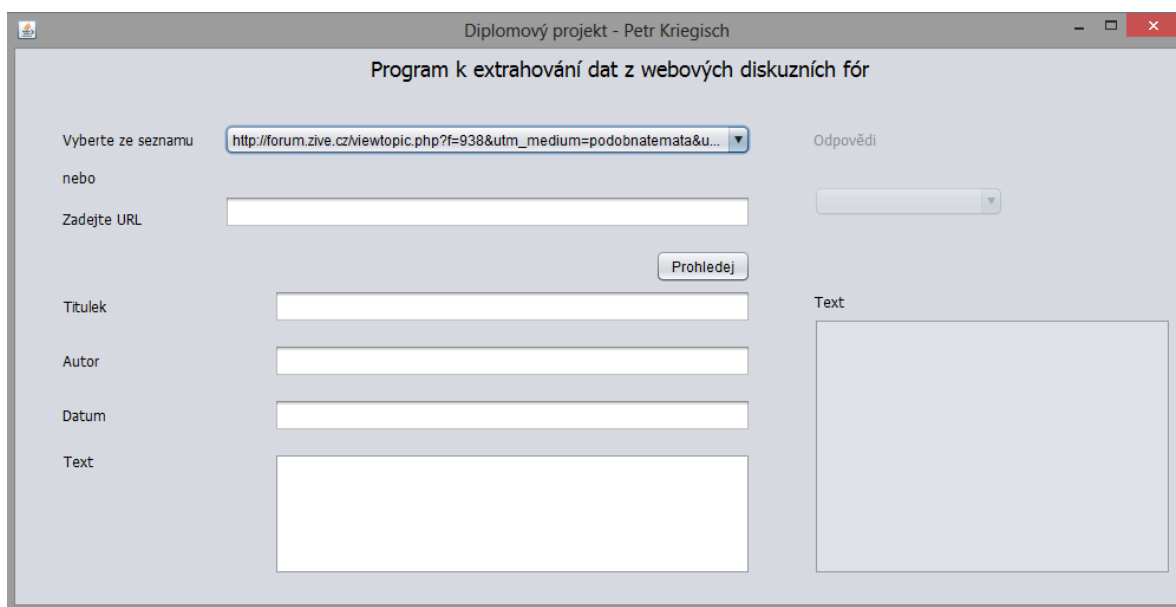 Diplomový projekt - Petr Kriegisch
Program k extrahování dat z webových diskuzních fór
Vyberte ze seznamu
http://forum.zive.cz/viewtopic.php?f=938&utm_medium=podobnatemata&u...
Odpovědi
nebo
Zadejte URL
Prohledej
Titulek
Text
Autor
Datum
Text